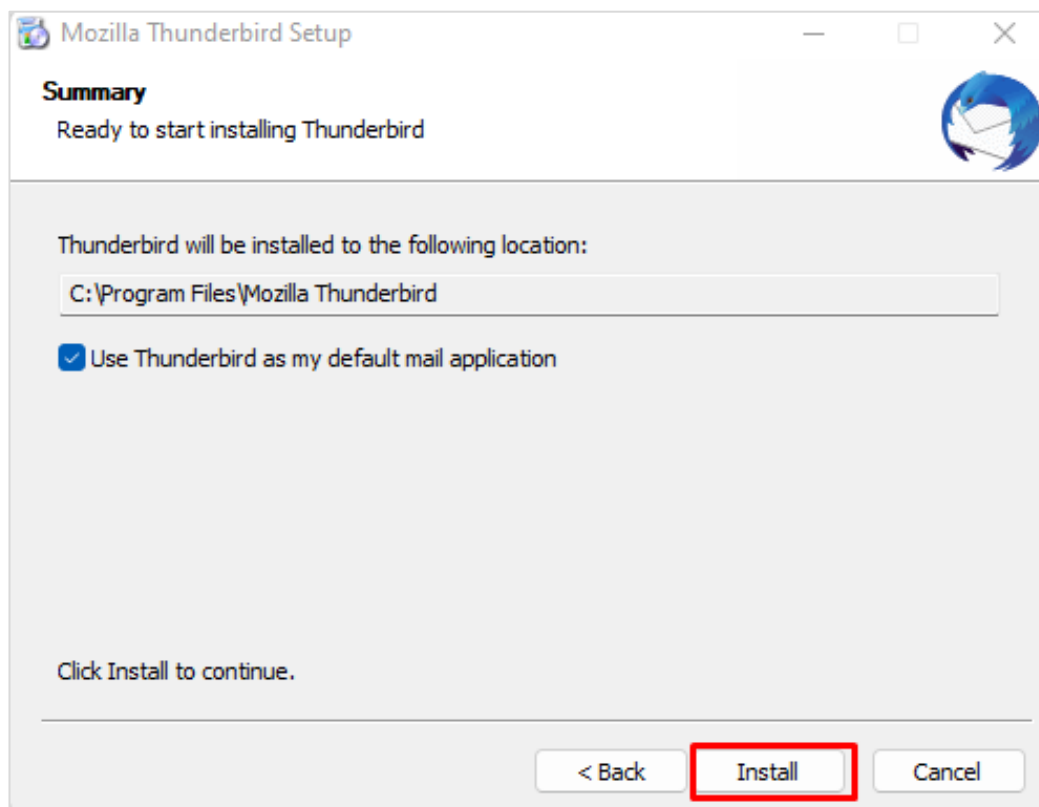 Mozilla Thunderbird Setup
Summary
Ready to start installing Thunderbird
Thunderbird will be installed to the following location:
C:\Program Files\Mozilla Thunderbird
Use Thunderbird as my default mail application
Click Install to continue.
< Back Install Cancel